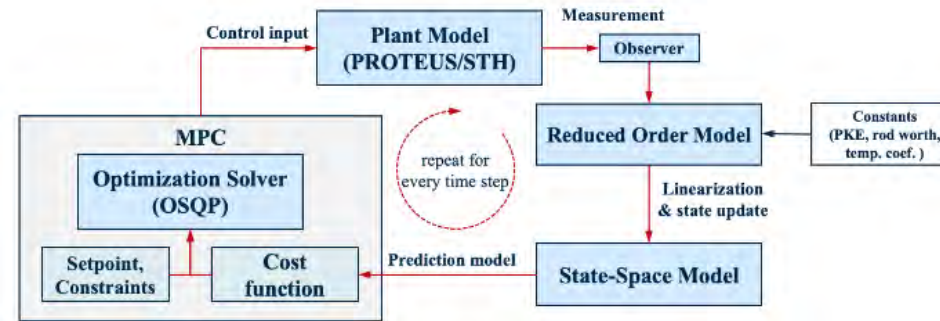 Control input
Plant Model
(PROTEUS/STH)
Measurement
Observer
Reduced Order Model
Constants
(PKE, rod worth,
temp. coef. )
Linearization
& state update
State-Space Model
Prediction model
MPC
Optimization Solver
(OSQP)
Setpoint,
Constraints
Cost
function
repeat for
every time step